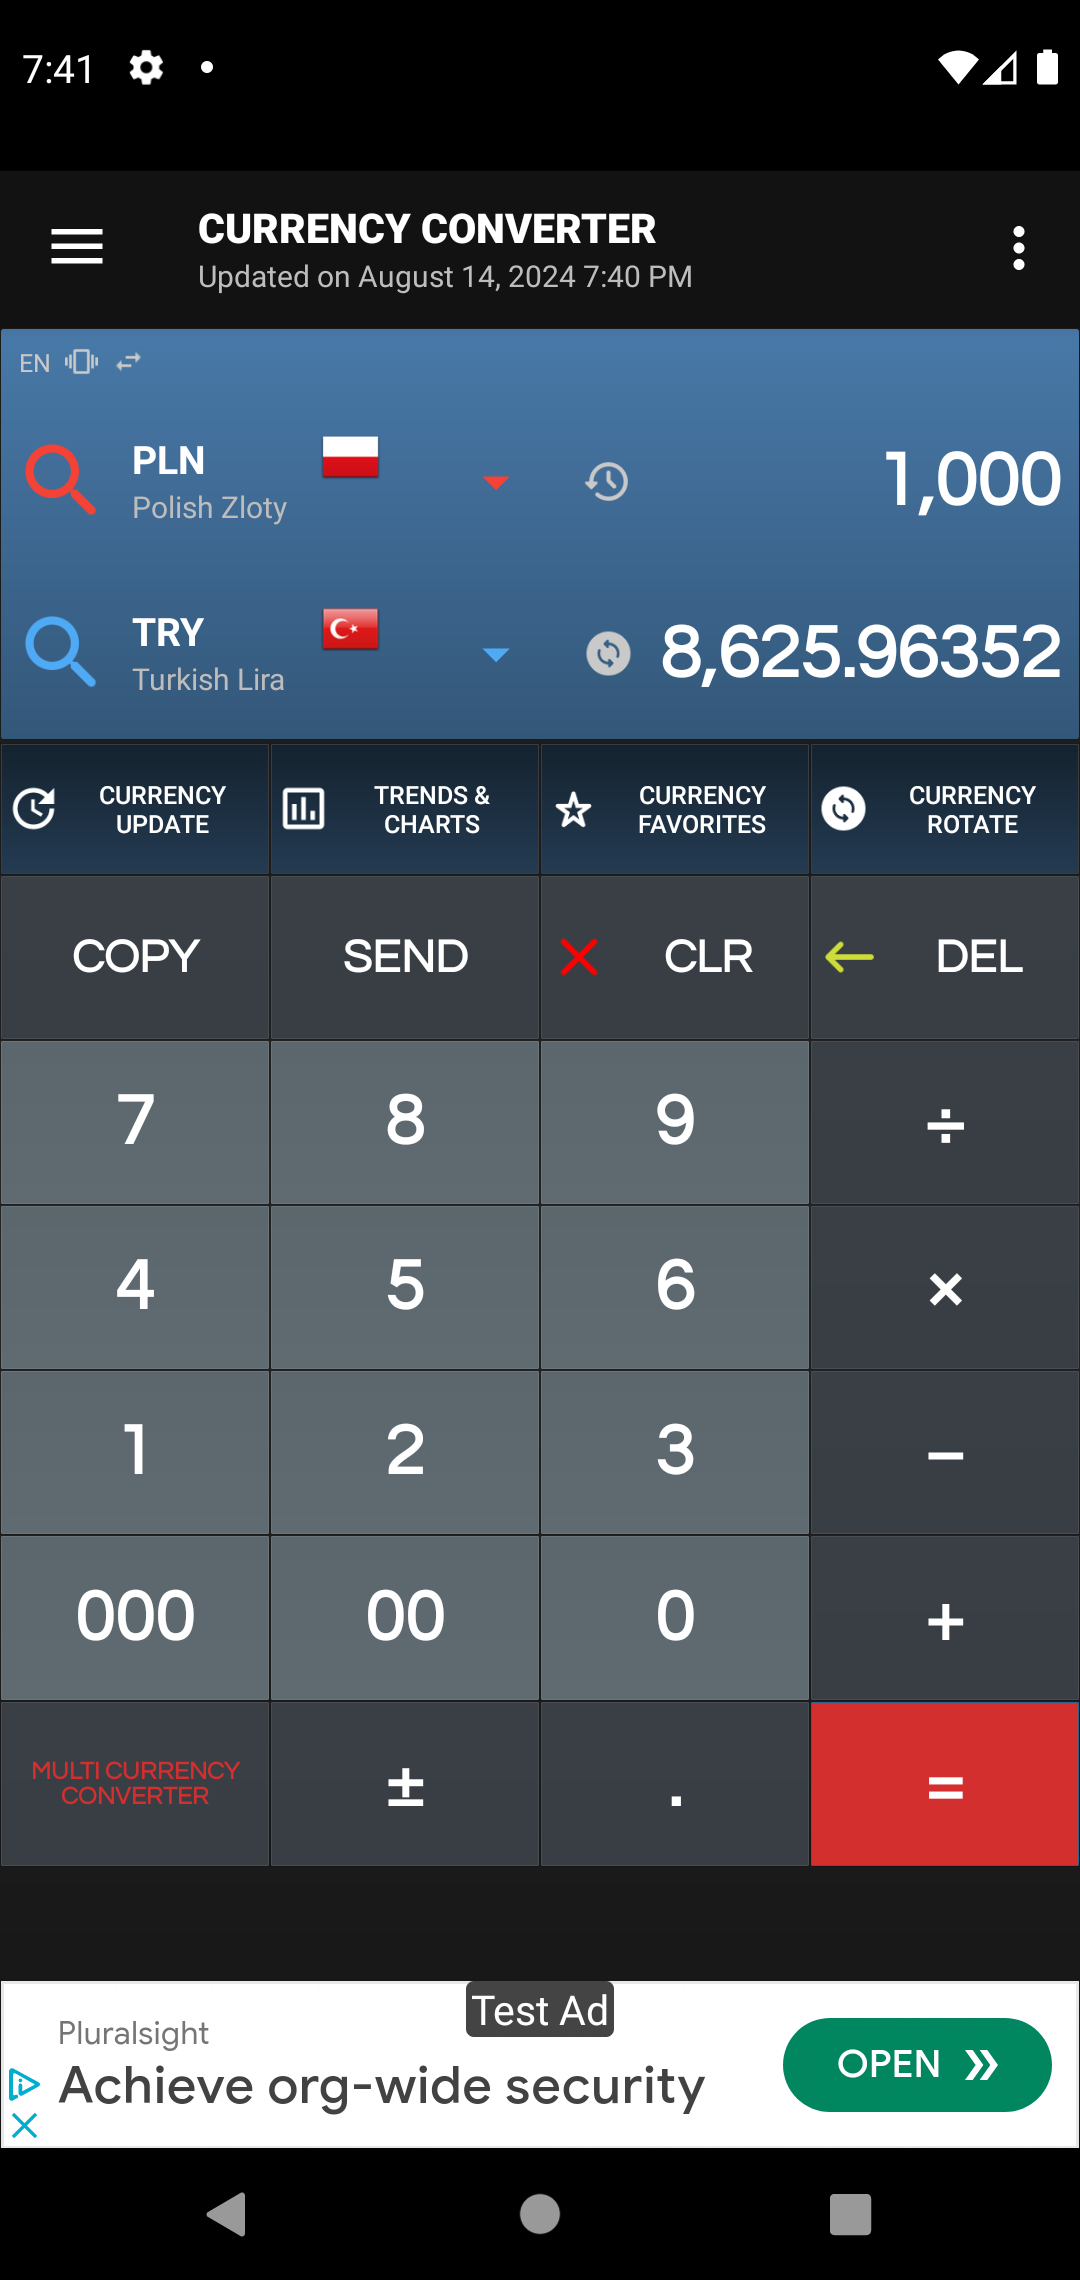 7:41
CURRENCY CONVERTER
Updated on August 14, 2024 7:40 PM
EN
PLN
Polish Zloty
1,000
TRY
Turkish Lira
8,625.96352
CURRENCY
UPDATE
TRENDS &
CHARTS
CURRENCY
FAVORITES
CURRENCY
ROTATE
COPY
SEND
CLR
DEL
7
8
9
÷
4
5
6
×
1
2
3
−
000
00
0
+
MULTI CURRENCY
CONVERTER
±
.
=
Test Ad
Pluralsight
Achieve org-wide security
OPEN